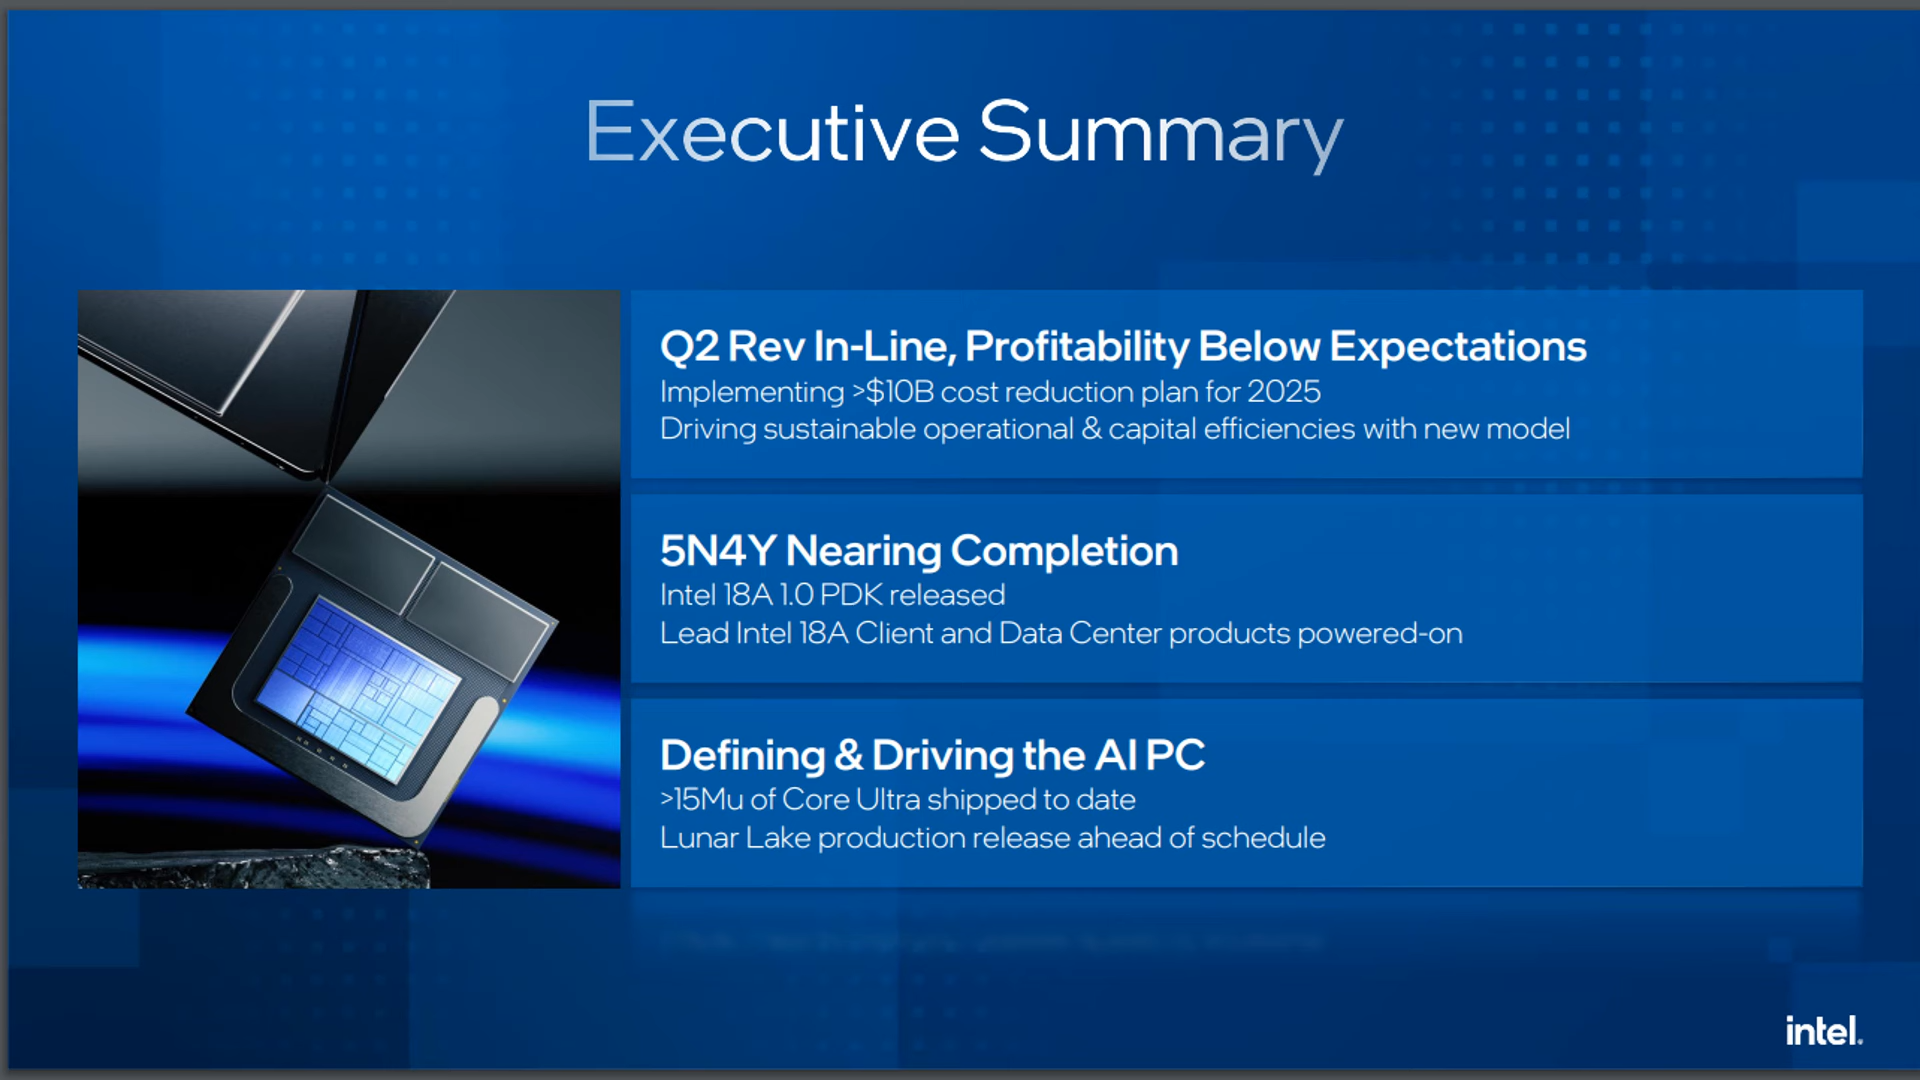 Executive Summary
Q2 Rev In-Line, Profitability Below Expectations
Implementing >$10B cost reduction plan for 2025
Driving sustainable operational & capital efficiencies with new model
5N4Y Nearing Completion
Intel 18A 1.0 PDK released
Lead Intel 18A Client and Data Center products powered-on
Defining & Driving the AI PC
>15Mu of Core Ultra shipped to date
Lunar Lake production release ahead of schedule
intel.